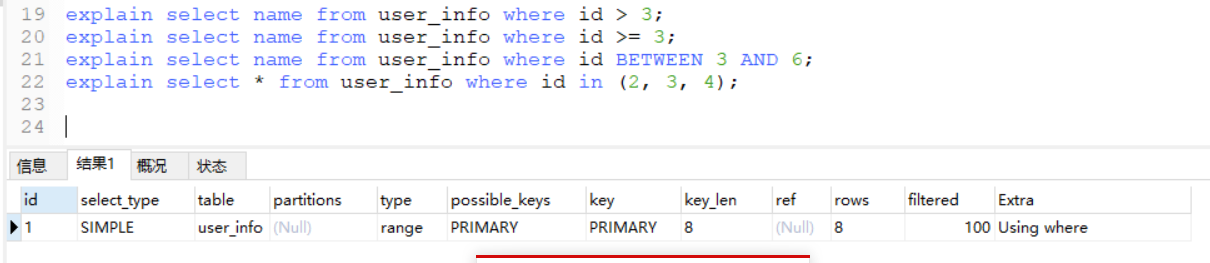 19 explain select name from user_info where id > 3;
20 explain select name from user_info where id >= 3;
21 explain select name from user_info where id BETWEEN 3 AND 6;
22 explain select * from user_info where id in (2, 3, 4);
23
24
信息 结果1 概况 状态
id select_type table partitions type possible_keys key key_len ref rows filtered Extra
1 SIMPLE user_info (Null) range PRIMARY PRIMARY 8 (Null) 8 100 Using where